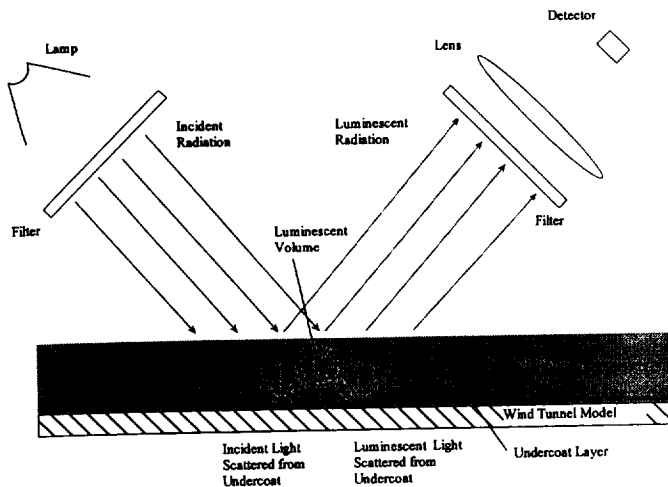 Detector
Lens
Lamp
Incident
Radiation
Luminescent
Radiation
Filter
Luminescent
Volume
Filter
Wind Tunnel Model
Incident Light
Scattered from
Undercoat
Luminescent Light
Scattered from
Undercoat
Undercoat Layer